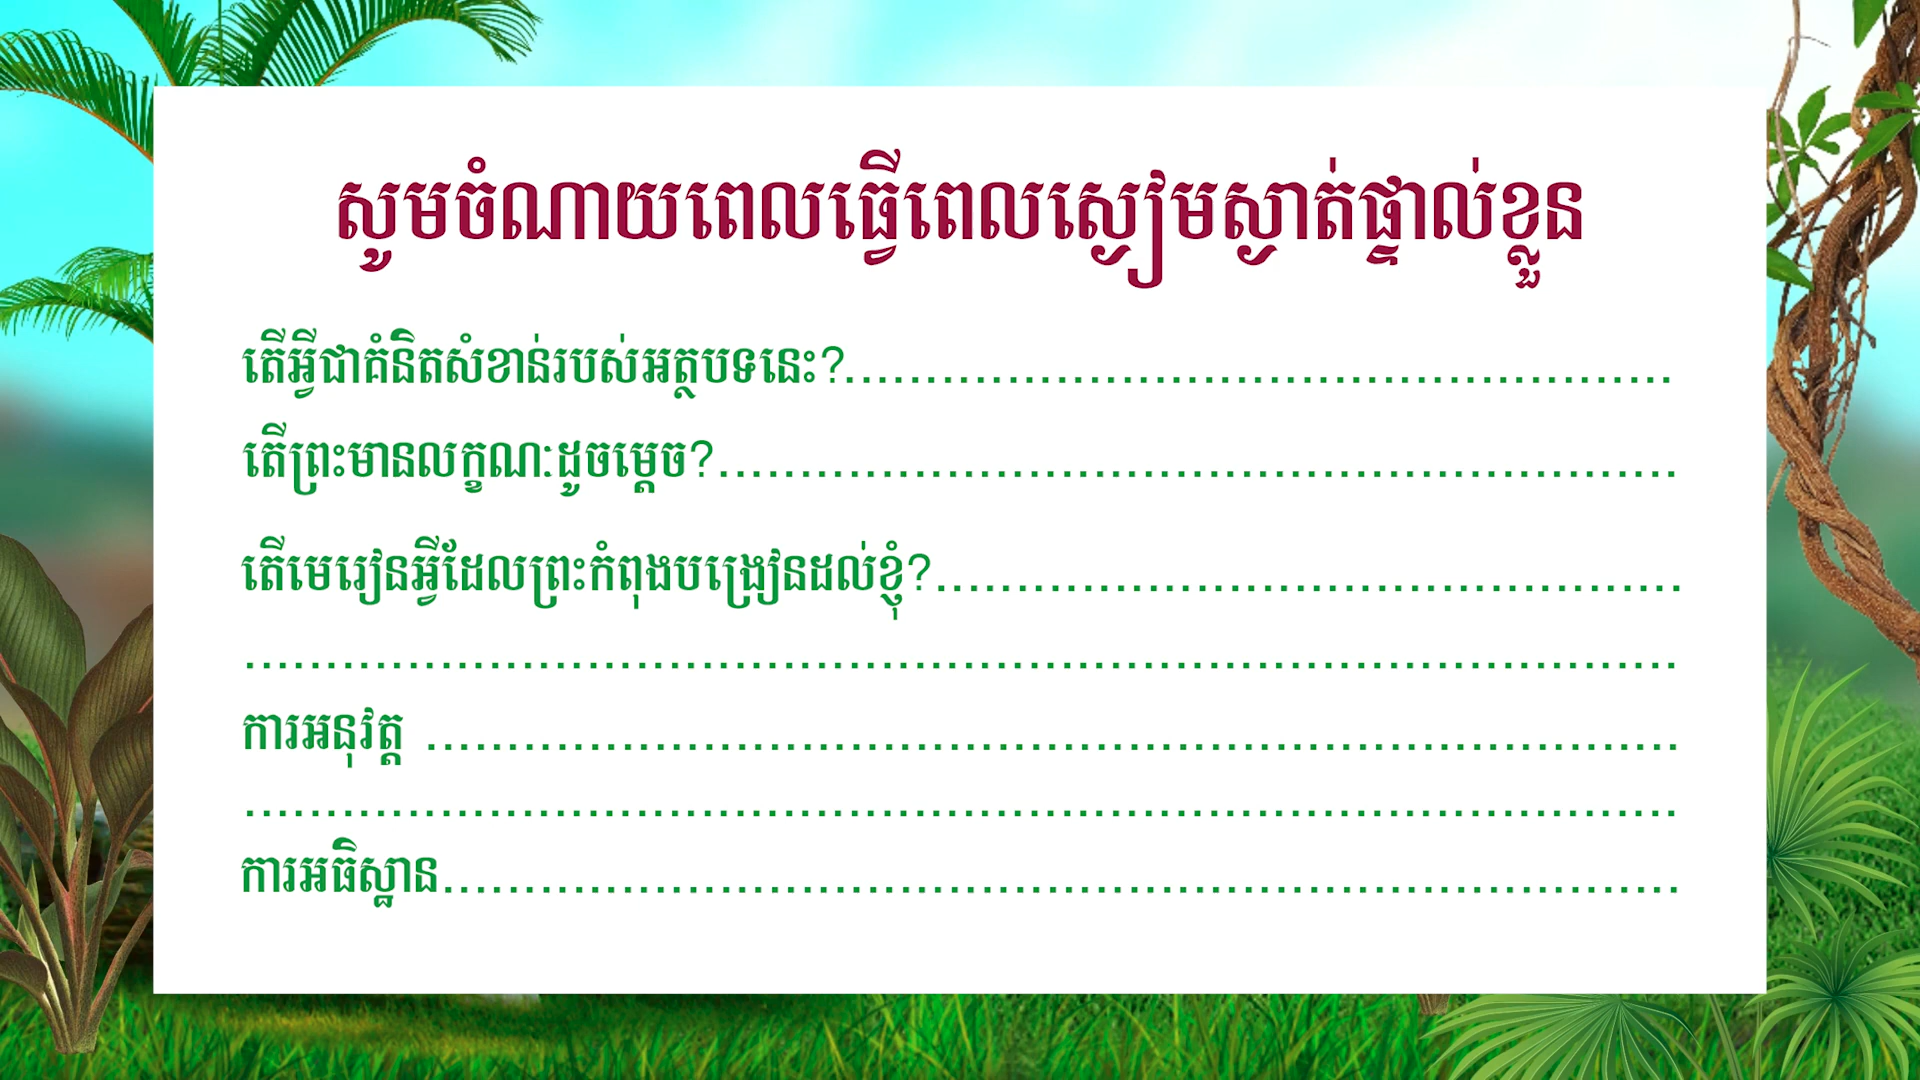 សូមចំណាយពេលធ្វើពេលស្ងៀមស្ងាត់ផ្ទាល់ខ្លួន
តើអ្វីជាគំនិតសំខាន់របស់អត្ថបទនេះ?..................................................
តើព្រះមានលក្ខណៈដូចម្ដេច?..........................................................
តើមេរៀនអ្វីដែលព្រះកំពុងបង្រៀនដល់ខ្ញុំ?.............................................
.......................................................................................
ការអនុវត្ត ............................................................................
.......................................................................................
ការអធិស្ឋាន...........................................................................